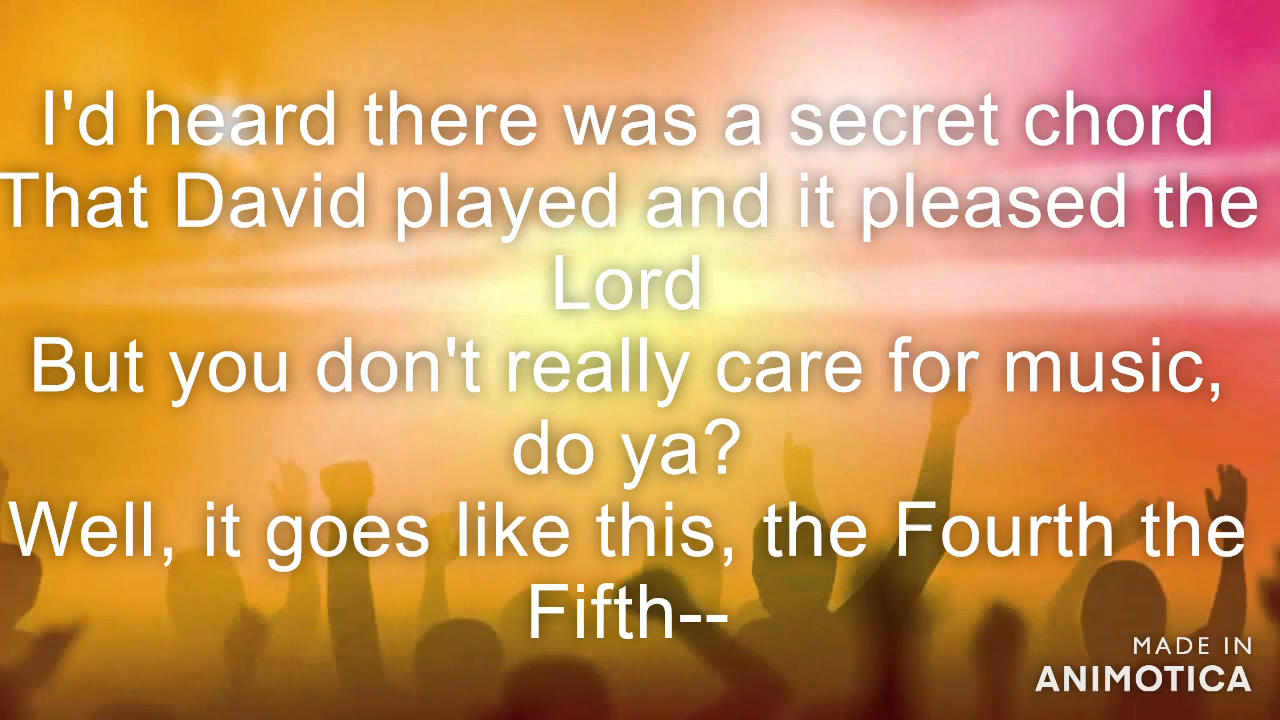 I'd heard there was a secret chord
That David played and it pleased the
Lord
But you don't really care for music,
do ya?
Well, it goes like this, the Fourth the
Fifth--
MADE IN
ANIMOTICA